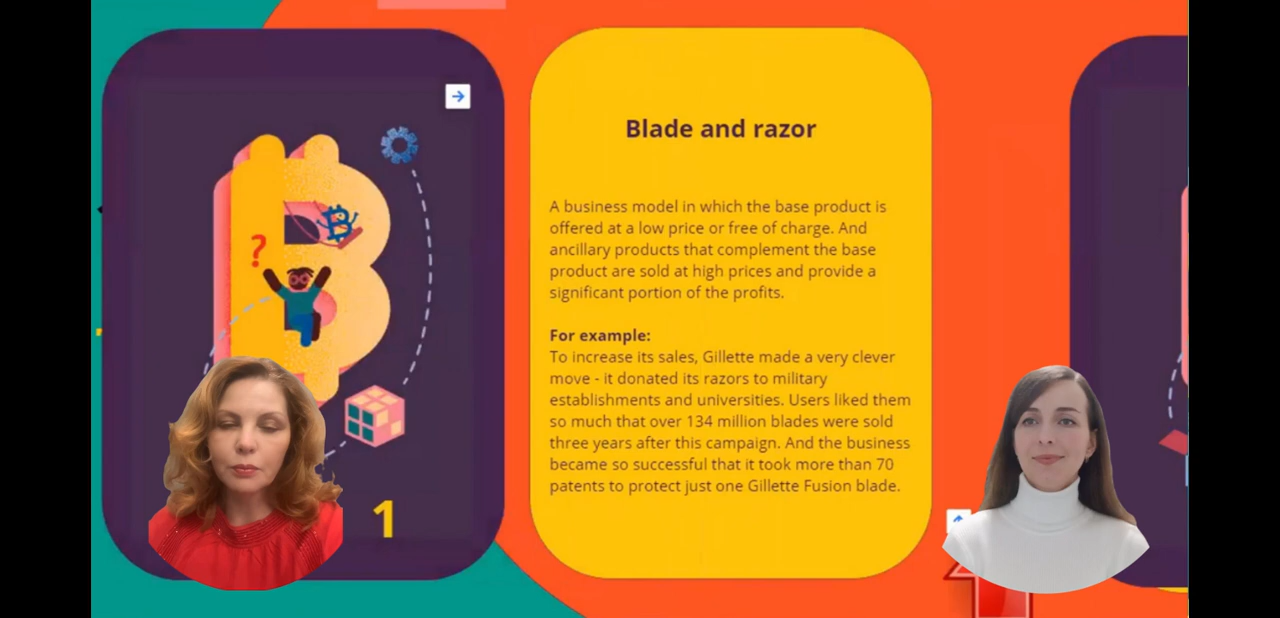 ?
1
Blade and razor
A business model in which the base product is
offered at a low price or free of charge. And
ancillary products that complement the base
product are sold at high prices and provide a
significant portion of the profits.
For example:
To increase its sales, Gillette made a very clever
move - it donated its razors to military
establishments and universities. Users liked them
so much that over 134 million blades were sold
three years after this campaign. And the business
became so successful that it took more than 70
patents to protect just one Gillette Fusion blade.